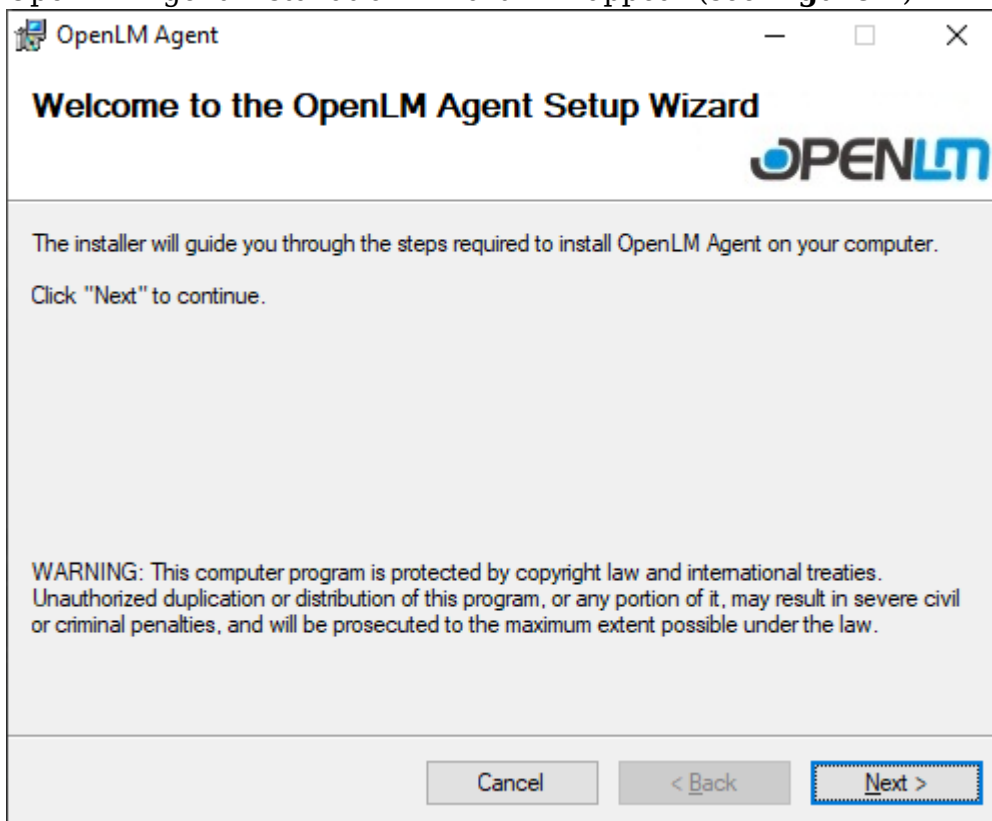 OpenLM Agent
Welcome to the OpenLM Agent Setup Wizard
OPENLM
The installer will guide you through the steps required to install OpenLM Agent on your computer.
Click "Next" to continue.
WARNING: This computer program is protected by copyright law and international treaties.
Unauthorized duplication or distribution of this program, or any portion of it, may result in severe civil
or criminal penalties, and will be prosecuted to the maximum extent possible under the law.
Cancel
< Back
Next >